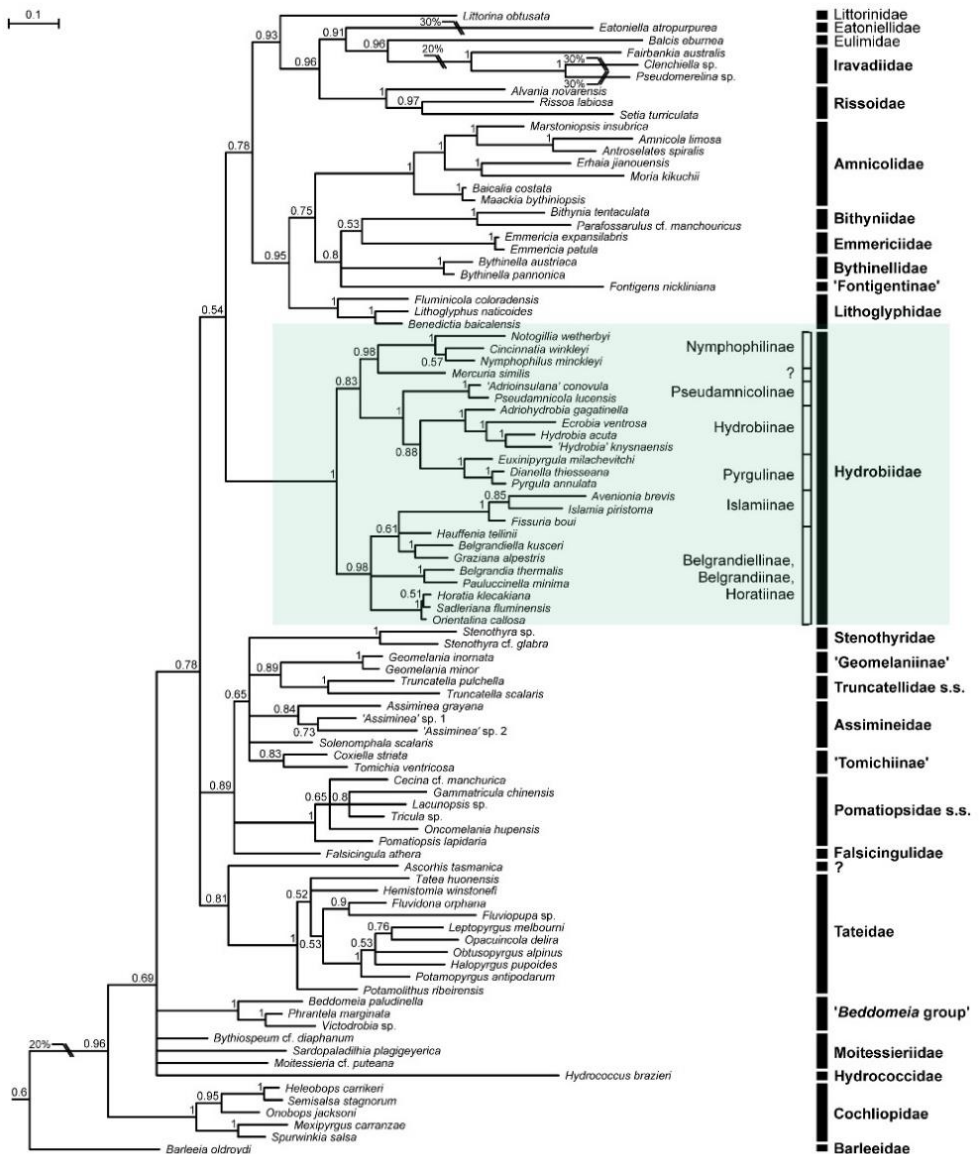 0.1
0.93
Littorina obtusata
Littorinidae
30%
0.91
Eatoniella atropurpurea
Eatoniellidae
0.96
Balcis eburnea
Eulimidae
20%
Fairbankia australis
1
30%
Clenchiella sp.
Iravadiidae
1
Pseudomerelina sp.
30%
0.96
Alvania novarensis
1
0.97
Rissoa labiosa
Rissoidae
Setia turriculata
0.78
Marstoniopsis insubrica
1
Amnicola limosa
1
1
Antroselates spiralis
Erhaia jianouensis
Amnicolidae
1
1
Moria kikuchii
Baicalia costata
1
Maackia bythiniopsis
0.75
Bithynia tentaculata
Bithyniidae
1
0.53
Parafossarulus cf. manchouricus
Emmericia expansilabris
Emmericiidae
1
0.95
0.8
Emmericia patula
Bythinella austriaca
Bythinellidae
1
Bythinella pannonica
Fontigens nickliniana
'Fontigentinae'
Fluminicola coloradensis
1
Lithoglyphus naticoides
Lithoglyphidae
1
0.54
Benedictia baicalensis
Notogillia wetherbyi
1
Cincinnatia winkleyi
Nymphophilinae
0.98
0.57
Nymphophilus minckleyi
Mercuria similis
?
0.83
'Adrioinsulana' conovula
Pseudamnicolinae
1
Pseudamnicola lucensis
1
Adriohydrobia gagatinella
1
Ecrobia ventrosa
Hydrobiinae
1
Hydrobia acuta
1
'Hydrobia' knysnaensis
0.88
Euxinipyrgula milachevitchi
1
Dianella thiesseana
Pyrgulinae
Hydrobiidae
1
1
Pyrgula annulata
0.85
Avenionia brevis
Islamiinae
1
Islamia piristoma
Fissuria boui
0.61
Hauffenia tellinii
Belgrandiella kusceri
1
Graziana alpestris
Belgrandiellinae,
0.98
Belgrandia thermalis
Belgrandiinae,
1
Pauluccinella minima
Horatiinae
0.51
Horatia klecakiana
1
Sadleriana fluminensis
Orientalina callosa
Stenothyra sp.
Stenothyridae
1
Stenothyra cf. glabra
0.78
Geomelania inornata
'Geomelaniinae'
1
0.89
Geomelania minor
Truncatella pulchella
Truncatellidae s.s.
1
0.65
Truncatella scalaris
Assiminea grayana
0.84
'Assiminea' sp. 1
Assimineidae
0.73
'Assiminea' sp. 2
Solenomphala scalaris
Coxiella striata
'Tomichiinae'
0.83
Tomichia ventricosa
0.89
Cecina cf. manchurica
0.65
0.8
Gammatricula chinensis
Lacunopsis sp.
Pomatiopsidae s.s.
1
Tricula sp.
Oncomelania hupensis
Pomatiopsis lapidaria
Falsicingula athera
Falsicingulidae
Ascorhis tasmanica
?
0.81
Tatea huonensis
0.52
Hemistomia winstonefi
0.9
Fluvidona orphana
Fluviopupa sp.
0.76
Leptopyrgus melbourni
Tateidae
1
0.53
0.53
Opacuincola delira
Obtusopyrgus alpinus
1
Halopyrgus pupoides
Potamopyrgus antipodarum
0.69
Potamolithus ribeirensis
Beddomeia paludinella
1
Phrantela marginata
'Beddomeia group'
1
Victodrobia sp.
Bythiospeum cf. diaphanum
20%
0.96
Sardopaladilhia plagigeyerica
Moitessieriidae
Moitessieria cf. puteana
Hydrococcus brazieri
Hydrococcidae
0.6
Heleobops carrikeri
1
0.95
Semisalsa stagnorum
Onobops jacksoni
Cochliopidae
1
Mexipyrgus carranzae
1
Spurwinkia salsa
Barleeia oldroydi
Barleeidae